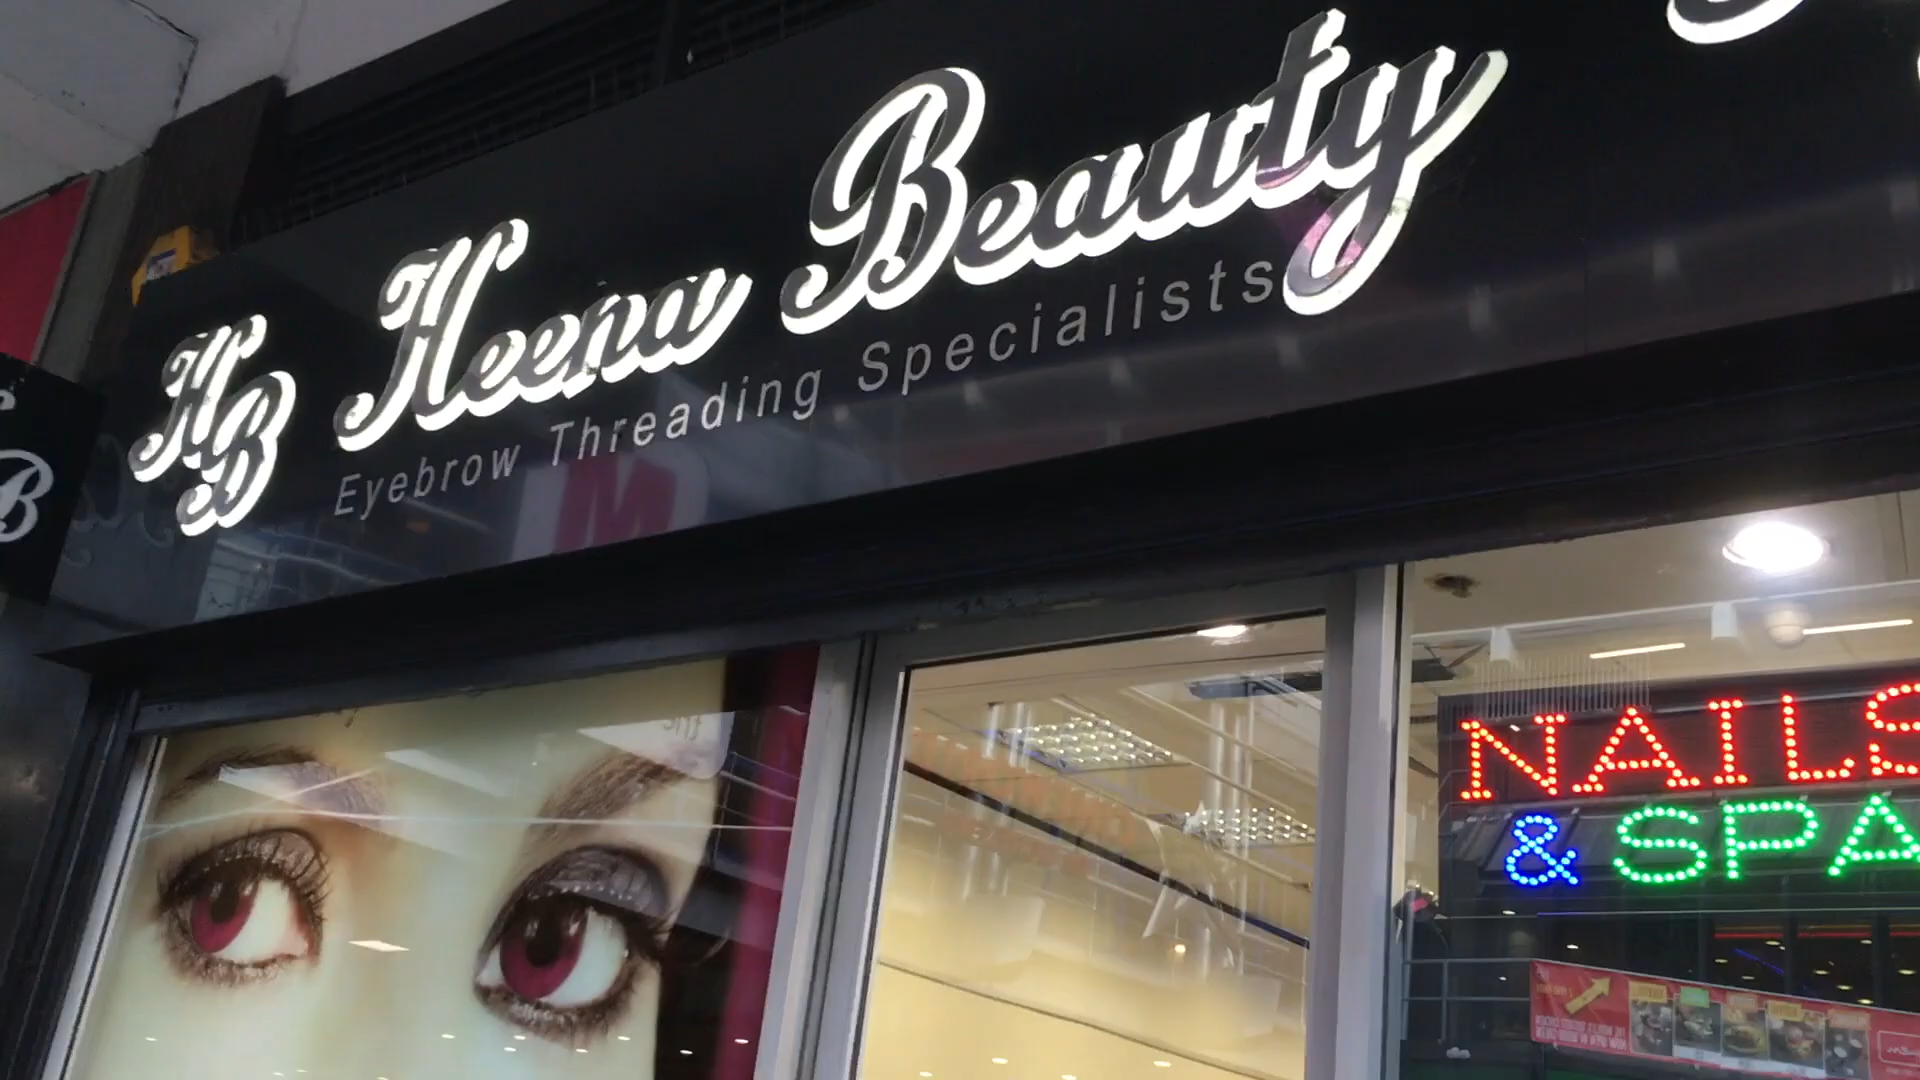 HB Heena Beauty
Eyebrow Threading Specialists
B
NAILS
& SPA